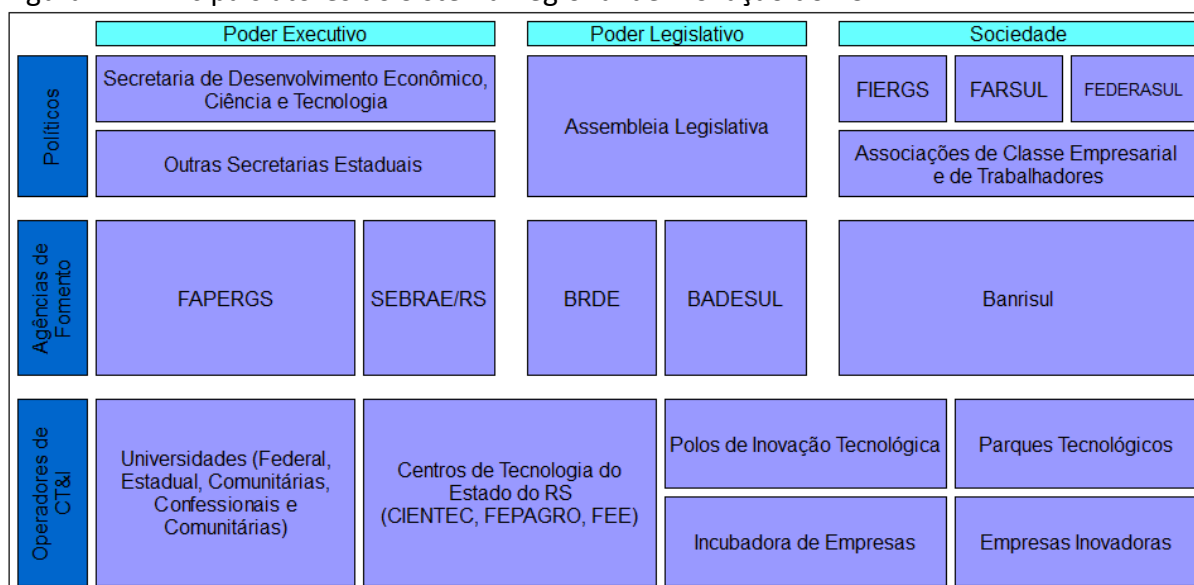 Poder Executivo
Poder Legislativo
Sociedade
Políticos
Secretaria de Desenvolvimento Econômico,
Ciência e Tecnologia
Outras Secretarias Estaduais
Assembleia Legislativa
FIERGS
FARSUL
FEDERASUL
Associações de Classe Empresarial
e de Trabalhadores
Agências de
Fomento
FAPERGS
SEBRAE/RS
BRDE
BADESUL
Banrisul
Operadores de
CT&I
Universidades (Federal,
Estadual, Comunitárias,
Confessionais e
Comunitárias)
Centros de Tecnologia do
Estado do RS
(CIENTEC, FEPAGRO, FEE)
Polos de Inovação Tecnológica
Parques Tecnológicos
Incubadora de Empresas
Empresas Inovadoras